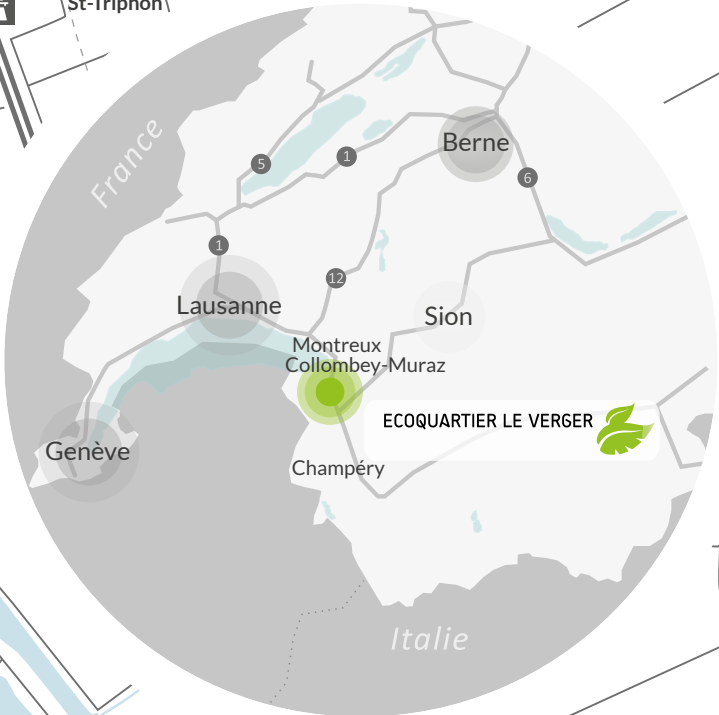 St-Triphon
France
Berne
5
1
6
1
12
Lausanne
Sion
Montreux
Collombey-Muraz
ECOQUARTIER LE VERGER
Genève
Champéry
Italie